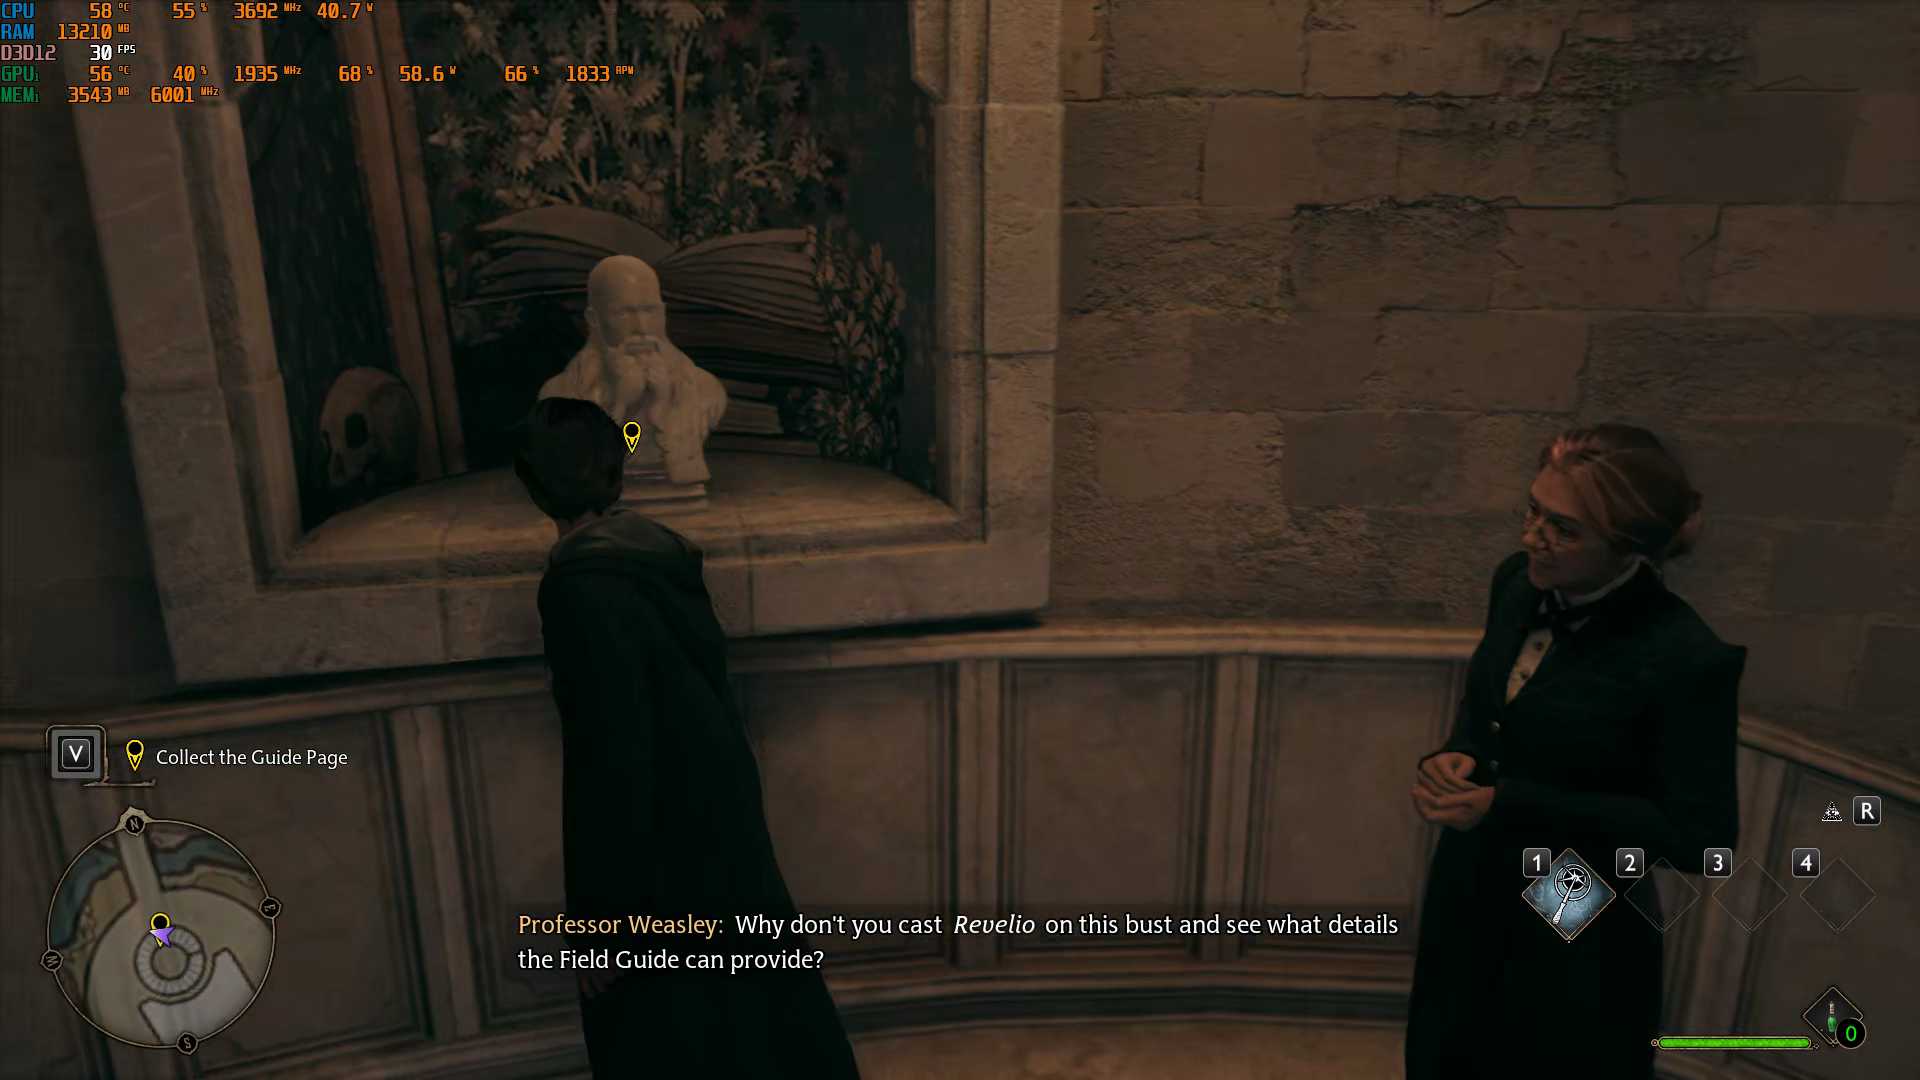 CPU 58 °C 55 % 3692 MHz 40.7 W
RAM 13210 MB
D3D12 30 FPS
GPU1 56 °C 40 % 1935 MHz 68 % 58.6 W 66 % 1833 RPM
MEM1 3543 MB 6001 MHz
V Collect the Guide Page
N
E
W
S
R
1 2 3 4
Professor Weasley: Why don't you cast Revelio on this bust and see what details
the Field Guide can provide?
0